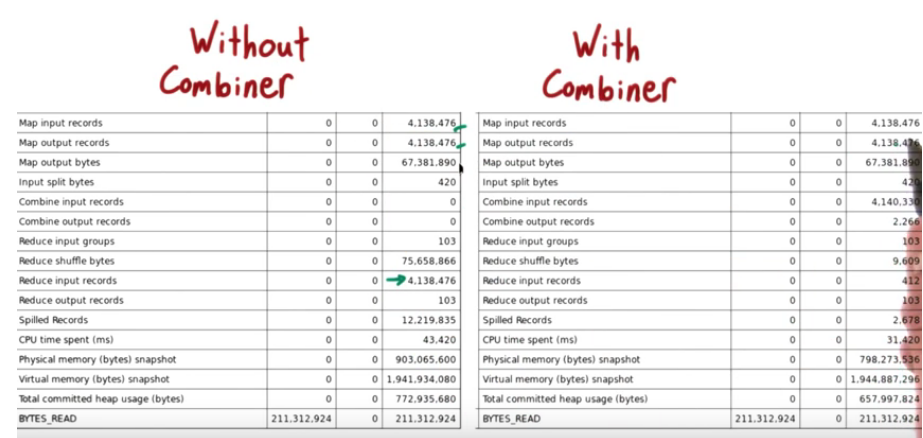 Without
Combiner
Map input records 0 0 4,138,476
Map output records 0 0 4,138,476
Map output bytes 0 0 67,381,890
Input split bytes 0 0 420
Combine input records 0 0 0
Combine output records 0 0 0
Reduce input groups 0 0 103
Reduce shuffle bytes 0 0 75,658,866
Reduce input records 0 0 4,138,476
Reduce output records 0 0 103
Spilled Records 0 0 12,219,835
CPU time spent (ms) 0 0 43,420
Physical memory (bytes) snapshot 0 0 903,065,600
Virtual memory (bytes) snapshot 0 0 1,941,934,080
Total committed heap usage (bytes) 0 0 772,935,680
BYTES_READ 211,312,924 0 211,312,924
With
Combiner
Map input records 0 0 4,138,476
Map output records 0 0 4,138,476
Map output bytes 0 0 67,381,890
Input split bytes 0 0 420
Combine input records 0 0 4,140,330
Combine output records 0 0 2,266
Reduce input groups 0 0 103
Reduce shuffle bytes 0 0 9,609
Reduce input records 0 0 412
Reduce output records 0 0 103
Spilled Records 0 0 2,678
CPU time spent (ms) 0 0 31,420
Physical memory (bytes) snapshot 0 0 798,273,536
Virtual memory (bytes) snapshot 0 0 1,944,887,296
Total committed heap usage (bytes) 0 0 657,997,824
BYTES_READ 211,312,924 0 211,312,924